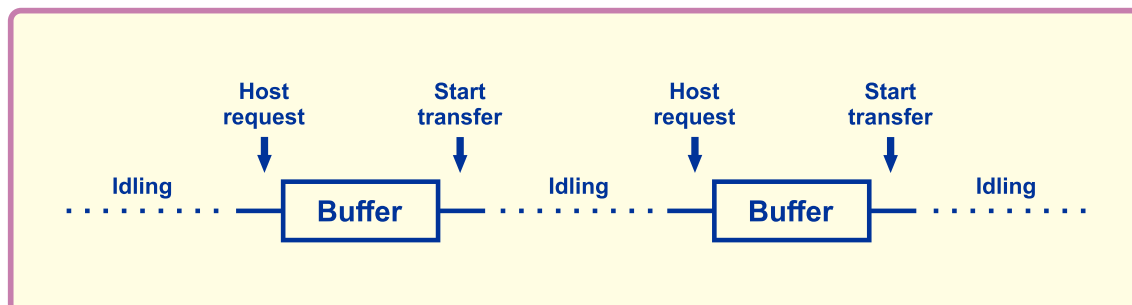 Host
request
Start
transfer
Host
request
Start
transfer
Idling
Buffer
Idling
Buffer
Idling